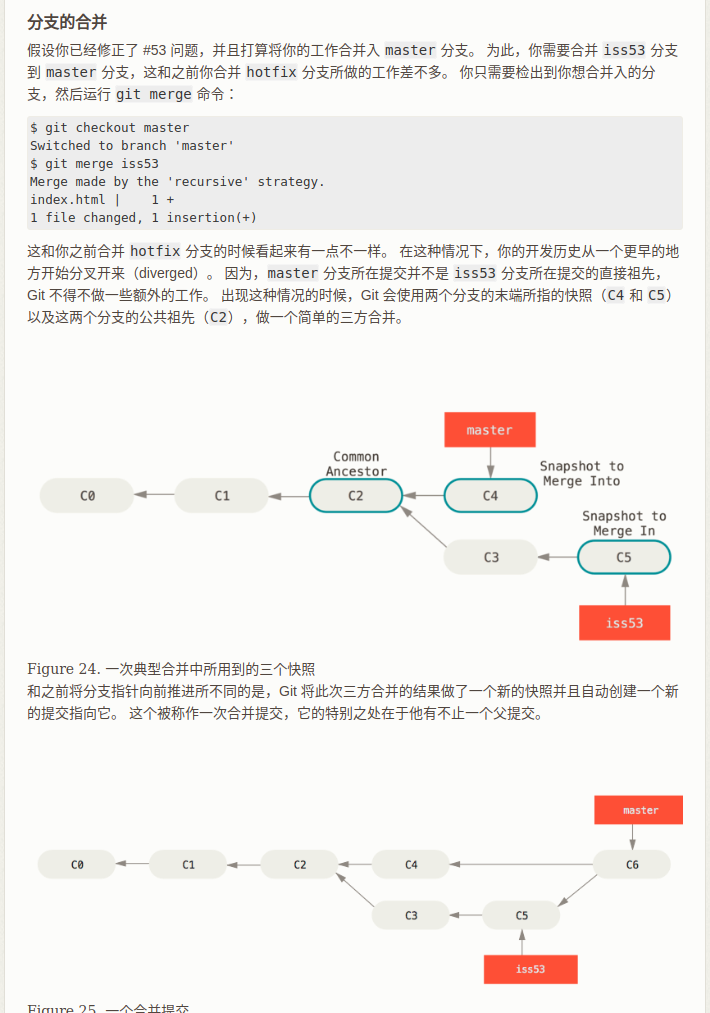 分支的合并
假设你已经修正了 #53 问题，并且打算将你的工作合并入 master 分支。 为此，你需要合并 iss53 分支
到 master 分支，这和之前你合并 hotfix 分支所做的工作差不多。 你只需要检出到你想合并入的分
支，然后运行 git merge 命令：
$ git checkout master
Switched to branch 'master'
$ git merge iss53
Merge made by the 'recursive' strategy.
index.html |    1 +
1 file changed, 1 insertion(+)
这和你之前合并 hotfix 分支的时候看起来有一点不一样。 在这种情况下，你的开发历史从一个更早的地
方开始分叉开来（diverged）。 因为，master 分支所在提交并不是 iss53 分支所在提交的直接祖先，
Git 不得不做一些额外的工作。 出现这种情况的时候，Git 会使用两个分支的末端所指的快照（C4 和 C5）
以及这两个分支的公共祖先（C2），做一个简单的三方合并。
master
Common
Ancestor
Snapshot to
Merge Into
C0
C1
C2
C4
Snapshot to
Merge In
C3
C5
iss53
Figure 24. 一次典型合并中所用到的三个快照
和之前将分支指针向前推进所不同的是，Git 将此次三方合并的结果做了一个新的快照并且自动创建一个新
的提交指向它。 这个被称作一次合并提交，它的特别之处在于他有不止一个父提交。
master
C0
C1
C2
C4
C6
C3
C5
iss53
Figure 25. 一个合并提交